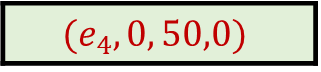 (e₄, 0, 50,0)